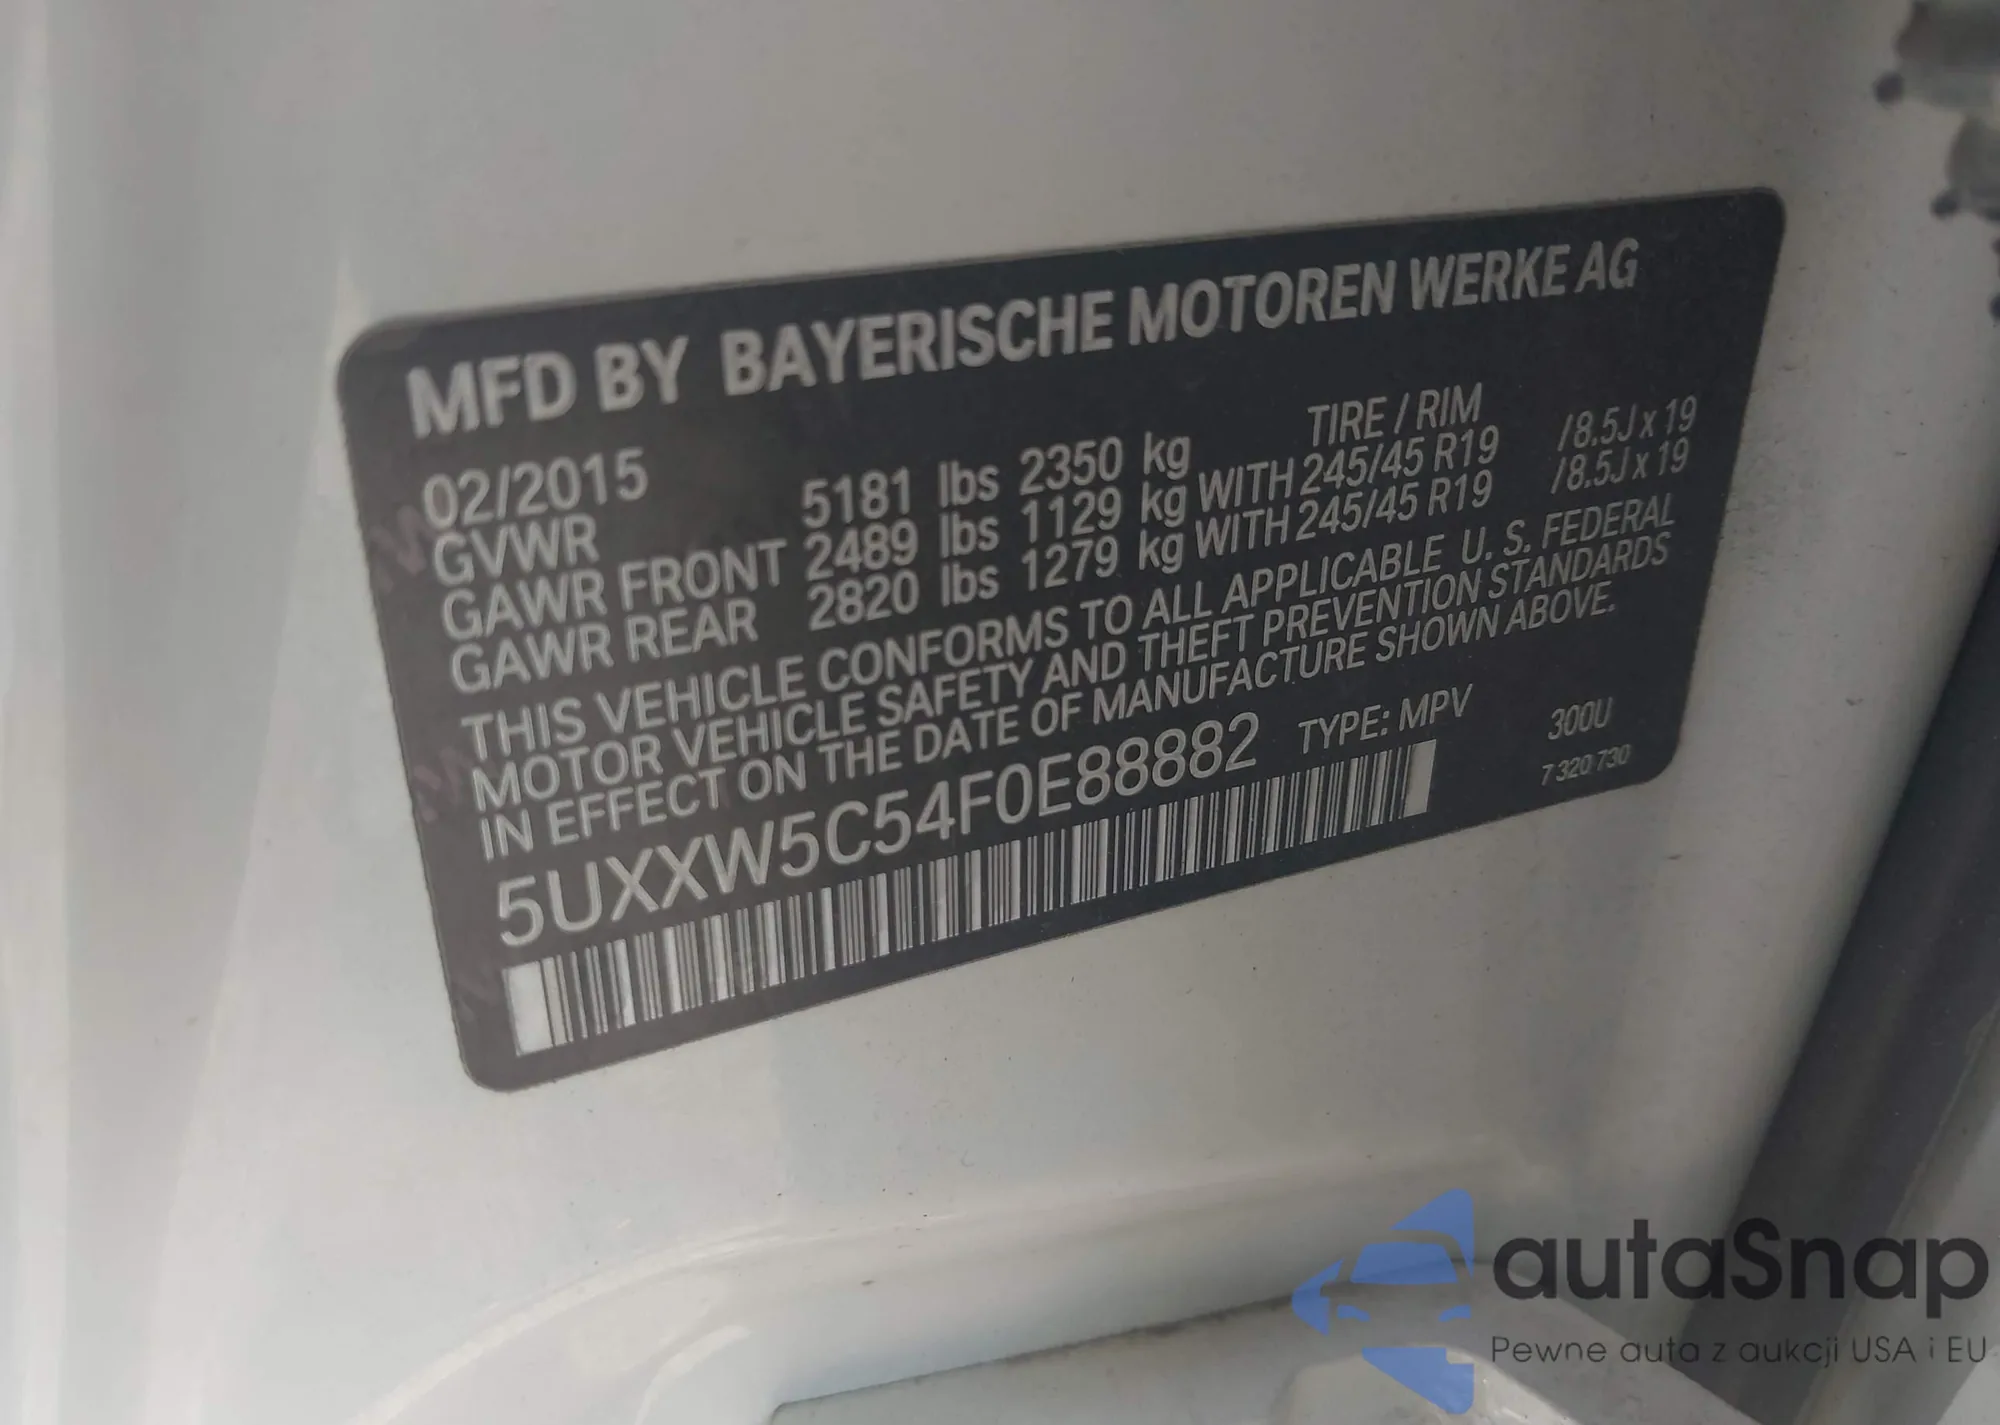 MFD BY BAYERISCHE MOTOREN WERKE AG
02/2015 TIRE / RIM
GVWR 5181 lbs 2350 kg
GAWR FRONT 2489 lbs 1129 kg WITH 245/45 R19 /8.5J x 19
GAWR REAR 2820 lbs 1279 kg WITH 245/45 R19 /8.5J x 19
THIS VEHICLE CONFORMS TO ALL APPLICABLE U. S. FEDERAL
MOTOR VEHICLE SAFETY AND THEFT PREVENTION STANDARDS
IN EFFECT ON THE DATE OF MANUFACTURE SHOWN ABOVE.
5UXXW5C54F0E88882 TYPE: MPV 300U
7 320 730
autaSnap
Pewne auta z aukcji USA i EU